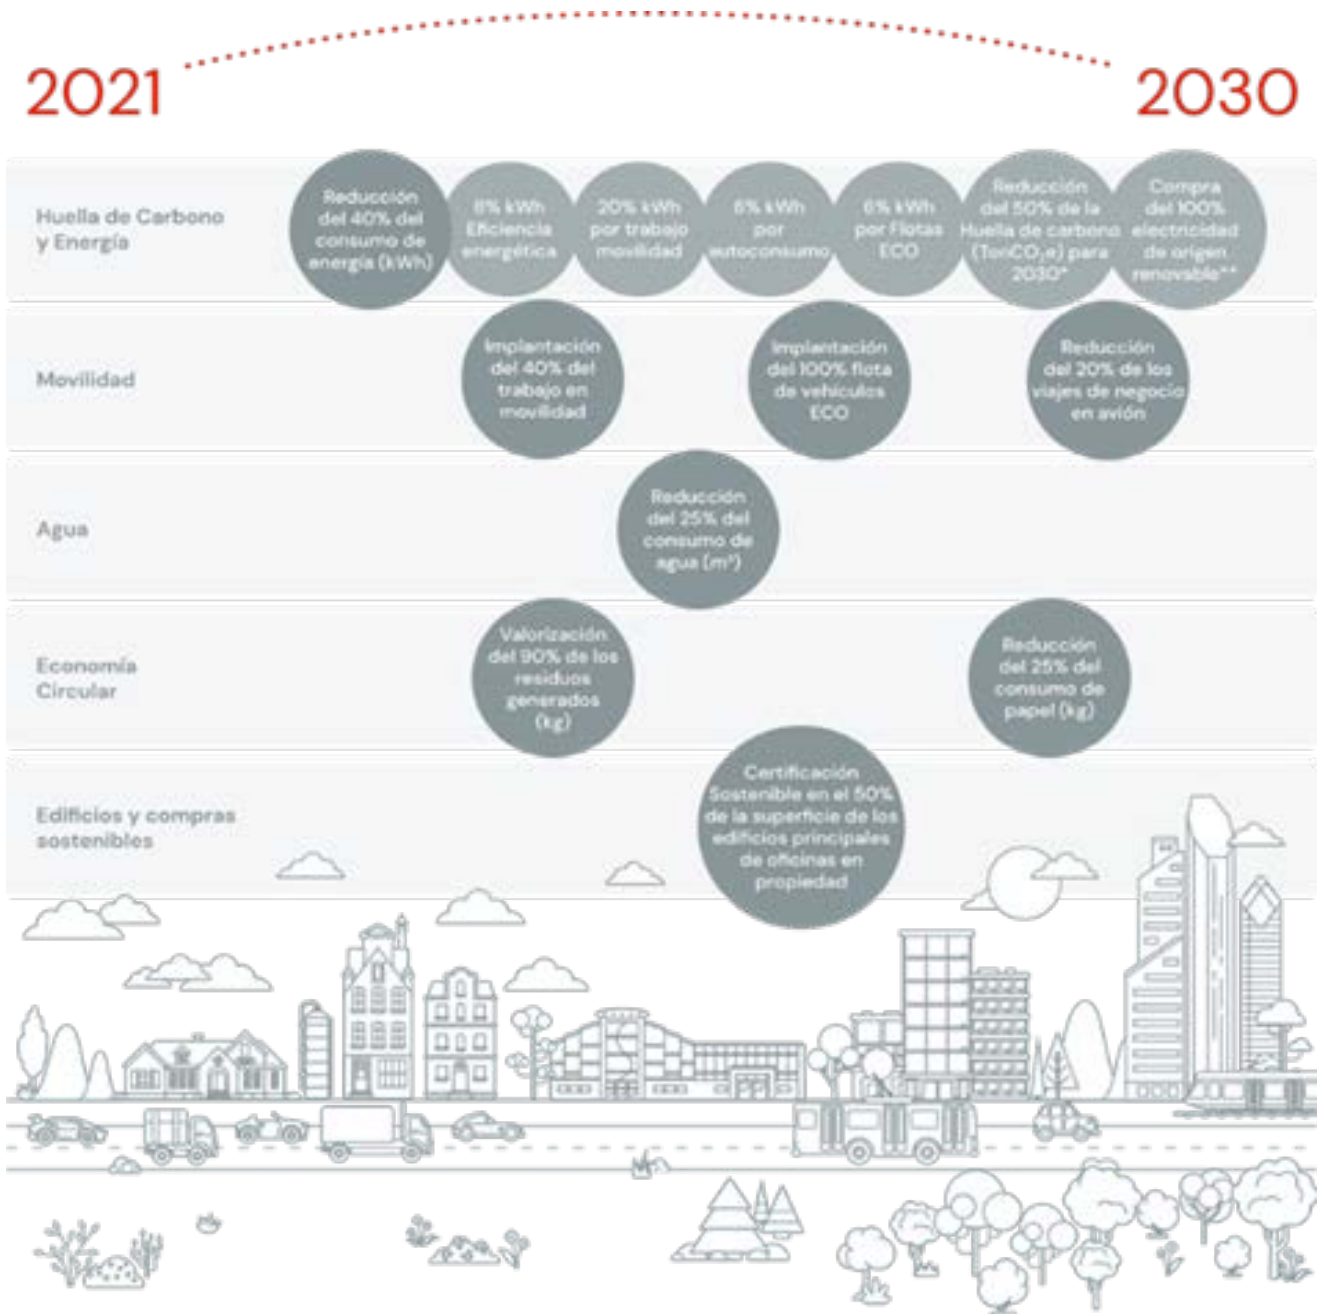 2021
2030
Huella de Carbono
y Energía
Reducción
del 40% del
consumo de
energía (kWh)
8% kWh
Eficiencia
energética
20% kWh
por trabajo
movilidad
6% kWh
por
autoconsumo
6% kWh
por Flotas
ECO
Reducción
del 50% de la
Huella de carbono
(TonCO₂e) para
2030*
Compra
del 100%
electricidad
de origen
renovable**
Movilidad
Implantación
del 40% del
trabajo en
movilidad
Implantación
del 100% flota
de vehículos
ECO
Reducción
del 20% de los
viajes de negocio
en avión
Agua
Reducción
del 25% del
consumo de
agua (m³)
Economía
Circular
Valorización
del 90% de los
residuos
generados
(kg)
Reducción
del 25% del
consumo de
papel (kg)
Edificios y compras
sostenibles
Certificación
Sostenible en el 50%
de la superficie de los
edificios principales
de oficinas en
propiedad